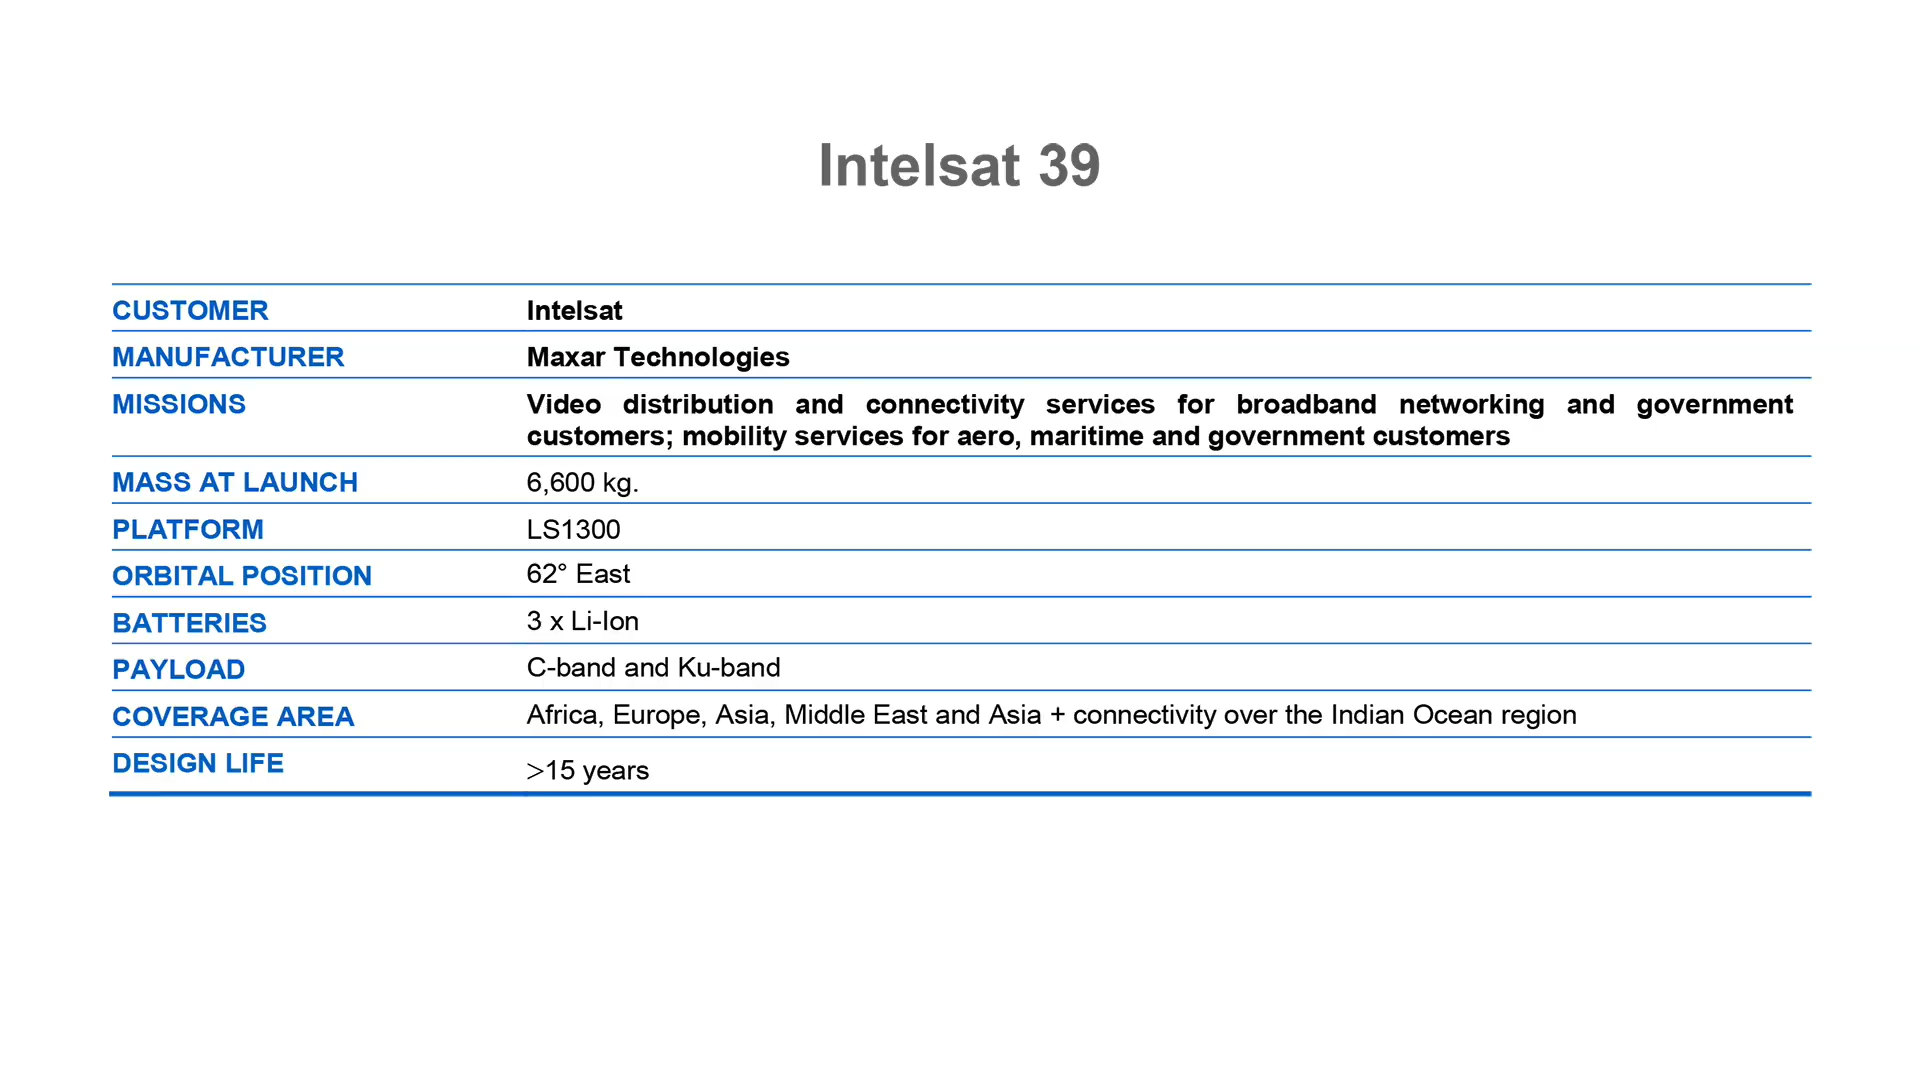 Intelsat 39
CUSTOMER Intelsat
MANUFACTURER Maxar Technologies
MISSIONS Video distribution and connectivity services for broadband networking and government
customers; mobility services for aero, maritime and government customers
MASS AT LAUNCH 6,600 kg.
PLATFORM LS1300
ORBITAL POSITION 62° East
BATTERIES 3 x Li-Ion
PAYLOAD C-band and Ku-band
COVERAGE AREA Africa, Europe, Asia, Middle East and Asia + connectivity over the Indian Ocean region
DESIGN LIFE >15 years